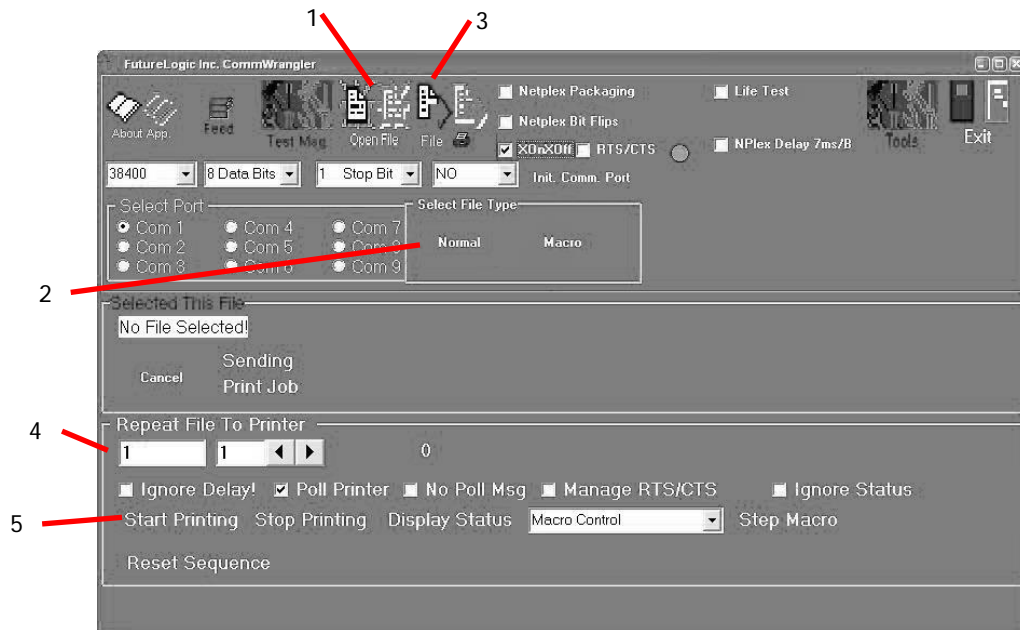 1
3
FutureLogic Inc. CommWrangler
About App.
Feed
Test Msg
Open File
File
Netplex Packaging
Life Test
Netplex Bit Flips
XOnXOff
RTS/CTS
NPlex Delay 7ms/B
Tools
Exit
38400
8 Data Bits
1 Stop Bit
NO
Init. Comm. Port
Select Port
Com 1
Com 4
Com 7
Com 2
Com 5
Com 3
Com 9
Select File Type
Normal
Macro
2
Selected This File
No File Selected!
Cancel
Sending
Print Job
4
Repeat File To Printer
1
1
0
Ignore Delay!
Poll Printer
No Poll Msg
Manage RTS/CTS
Ignore Status
5
Start Printing
Stop Printing
Display Status
Macro Control
Step Macro
Reset Sequence